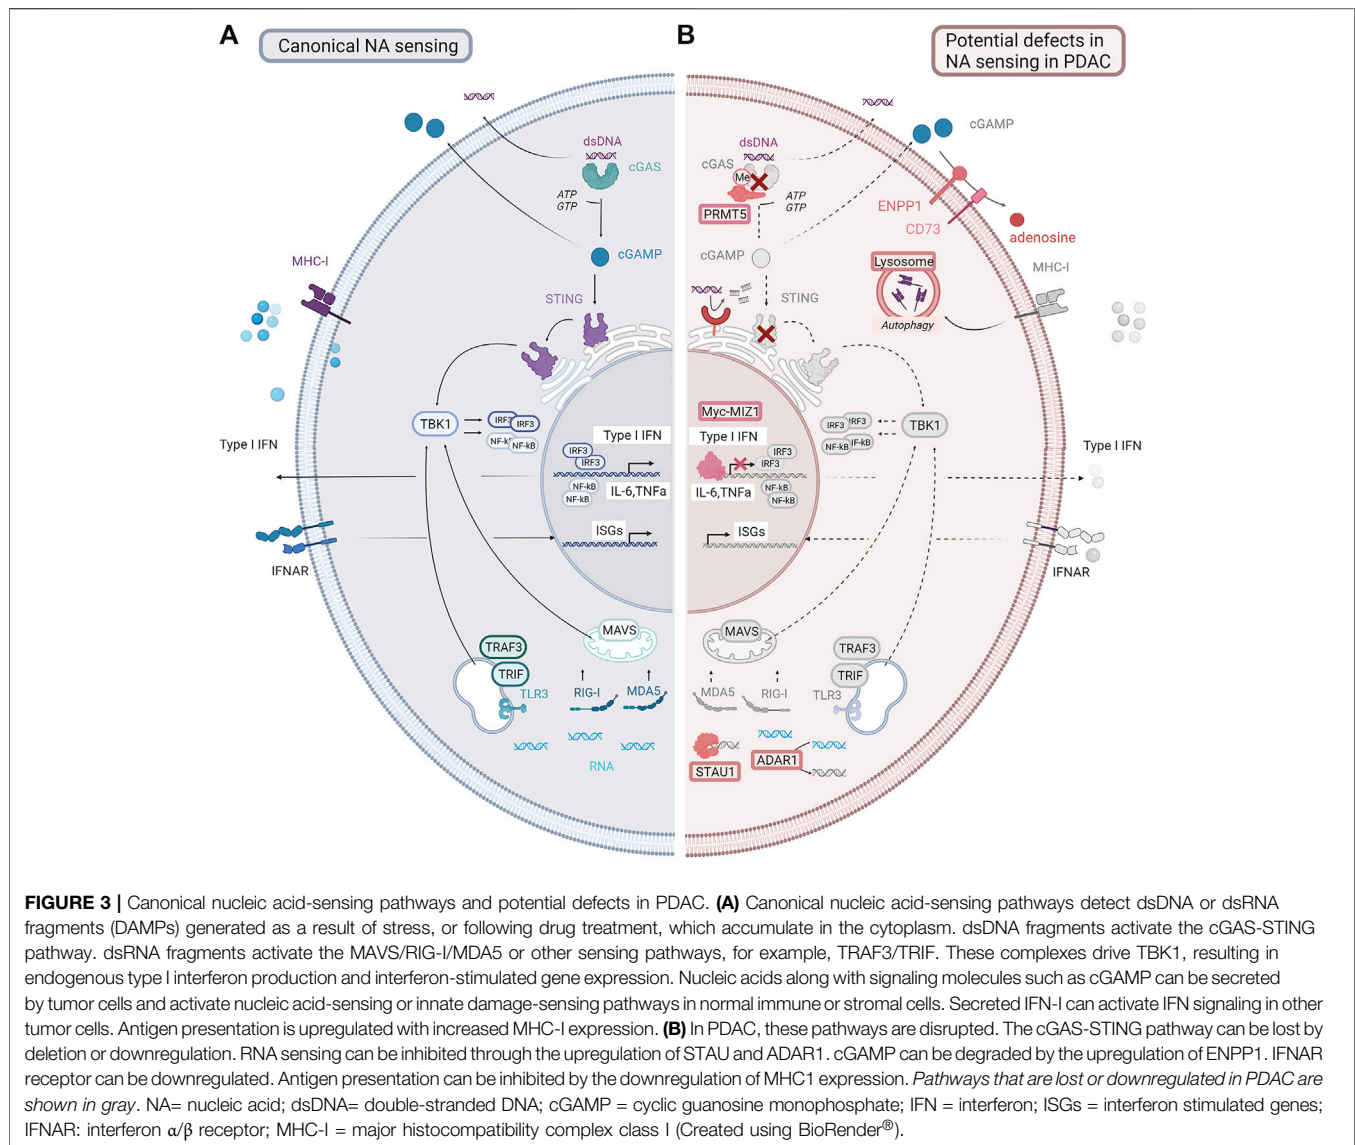 A
Canonical NA sensing
dsDNA
cGAS
ATP
GTP
cGAMP
MHC-I
STING
TBK1
IRF3
IRF3
NF-kB
NF-kB
Type I IFN
Type I IFN
IRF3
IRF3
NF-kB
NF-kB
IL-6,TNFa
ISGs
IFNAR
MAVS
TRAF3
TRIF
TLR3
RIG-I
MDA5
RNA
B
Potential defects in
NA sensing in PDAC
dsDNA
cGAS
Me
ATP
GTP
PRMT5
cGAMP
cGAMP
ENPP1
CD73
adenosine
Lysosome
Autophagy
MHC-I
STING
Myc-MIZ1
Type I IFN
IRF3
IRF3
NF-kB
NF-kB
IL-6,TNFa
ISGs
IRF3
IRF3
NF-kB
NF-kB
TBK1
Type I IFN
IFNAR
MAVS
TRAF3
TRIF
TLR3
MDA5
RIG-I
STAU1
ADAR1
FIGURE 3 | Canonical nucleic acid-sensing pathways and potential defects in PDAC. (A) Canonical nucleic acid-sensing pathways detect dsDNA or dsRNA
fragments (DAMPs) generated as a result of stress, or following drug treatment, which accumulate in the cytoplasm. dsDNA fragments activate the cGAS-STING
pathway. dsRNA fragments activate the MAVS/RIG-I/MDA5 or other sensing pathways, for example, TRAF3/TRIF. These complexes drive TBK1, resulting in
endogenous type I interferon production and interferon-stimulated gene expression. Nucleic acids along with signaling molecules such as cGAMP can be secreted
by tumor cells and activate nucleic acid-sensing or innate damage-sensing pathways in normal immune or stromal cells. Secreted IFN-I can activate IFN signaling in other
tumor cells. Antigen presentation is upregulated with increased MHC-I expression. (B) In PDAC, these pathways are disrupted. The cGAS-STING pathway can be lost by
deletion or downregulation. RNA sensing can be inhibited through the upregulation of STAU and ADAR1. cGAMP can be degraded by the upregulation of ENPP1. IFNAR
receptor can be downregulated. Antigen presentation can be inhibited by the downregulation of MHC1 expression. Pathways that are lost or downregulated in PDAC are
shown in gray. NA= nucleic acid; dsDNA= double-stranded DNA; cGAMP = cyclic guanosine monophosphate; IFN = interferon; ISGs = interferon stimulated genes;
IFNAR: interferon α/β receptor; MHC-I = major histocompatibility complex class I (Created using BioRender®).